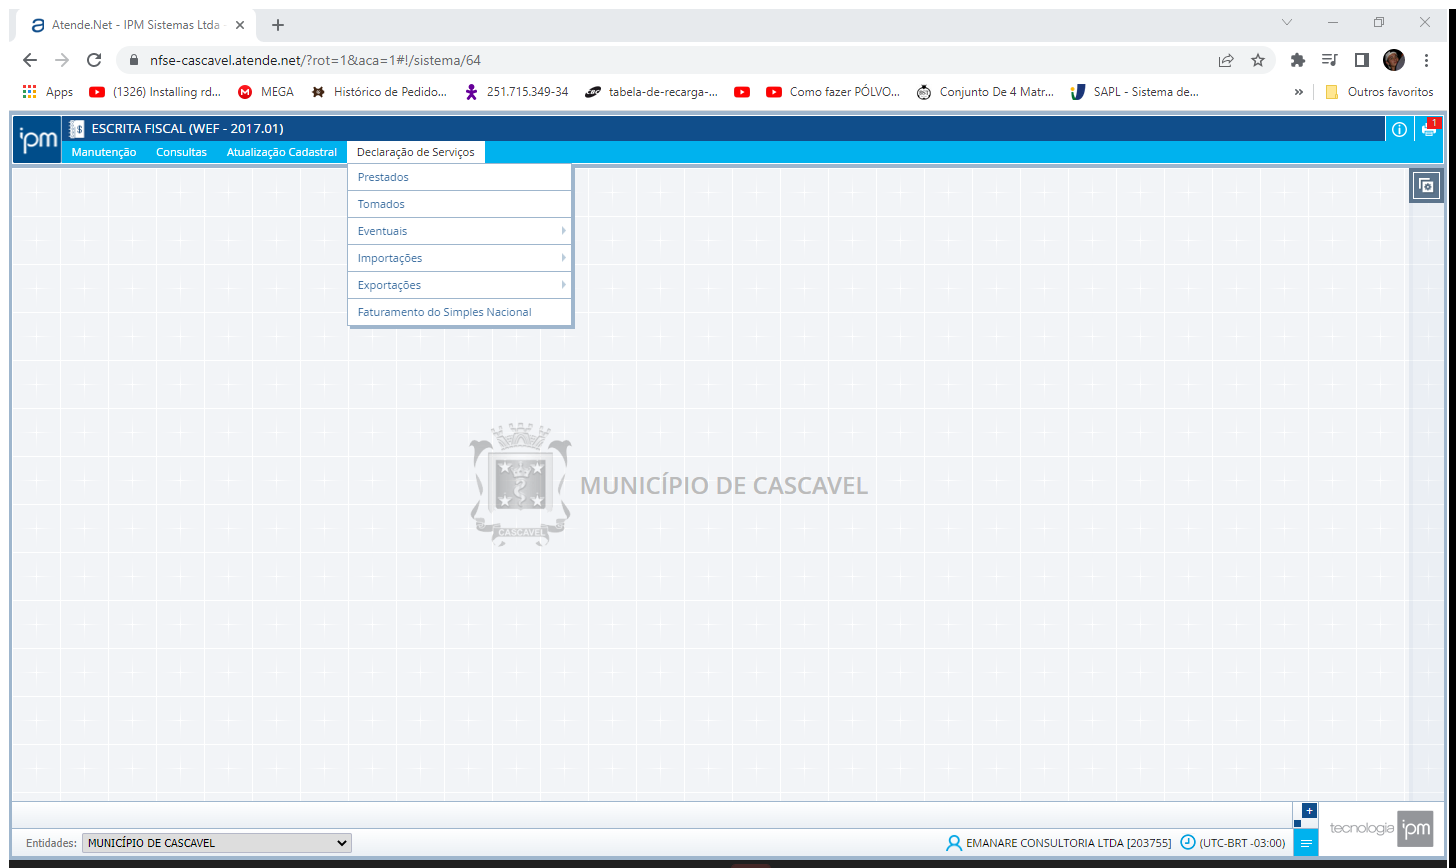 Atende.Net - IPM Sistemas Ltda -
nfse-cascavel.atende.net/?rot=1&aca=1#!/sistema/64
Apps (1326) Installing rd... MEGA Histórico de Pedido... 251.715.349-34 tabela-de-recarga-... Como fazer PÓLVO... Conjunto De 4 Matr... SAPL - Sistema de... » Outros favoritos
ipm ESCRITA FISCAL (WEF - 2017.01) 1
Manutenção Consultas Atualização Cadastral Declaração de Serviços
Prestados
Tomados
Eventuais
Importações
Exportações
Faturamento do Simples Nacional
MUNICÍPIO DE CASCAVEL
CASCAVEL
Entidades: MUNICÍPIO DE CASCAVEL EMANARE CONSULTORIA LTDA [203755] (UTC-BRT -03:00) tecnologia ipm